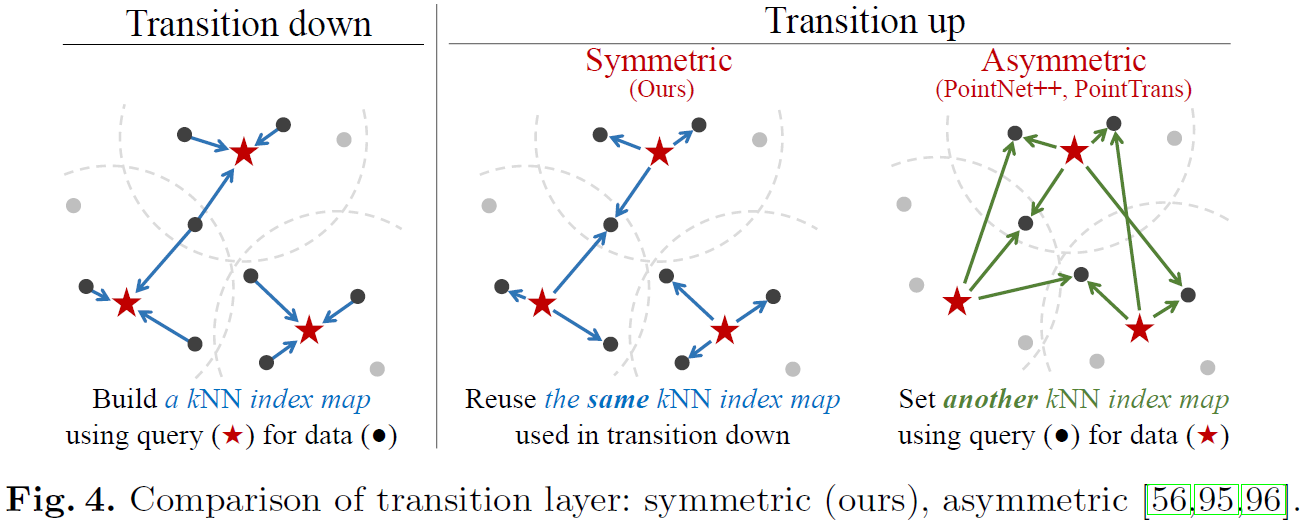 Transition down
Transition up
Symmetric
(Ours)
Asymmetric
(PointNet++, PointTrans)
Build a kNN index map
using query (★) for data (●)
Reuse the same kNN index map
used in transition down
Set another kNN index map
using query (●) for data (★)
Fig. 4. Comparison of transition layer: symmetric (ours), asymmetric [56,95,96].